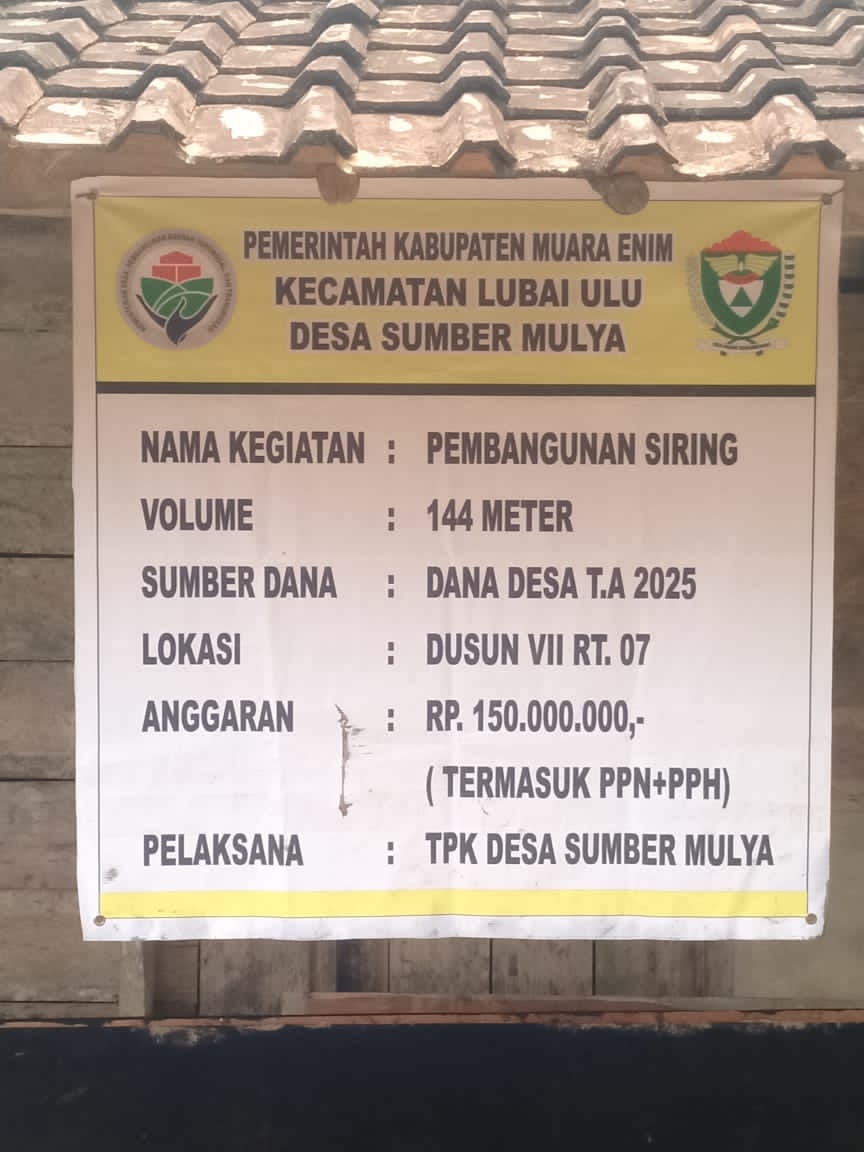 PEMERINTAH KABUPATEN MUARA ENIM
KECAMATAN LUBAI ULU
DESA SUMBER MULYA
NAMA KEGIATAN : PEMBANGUNAN SIRING
VOLUME : 144 METER
SUMBER DANA : DANA DESA T.A 2025
LOKASI : DUSUN VII RT. 07
ANGGARAN : RP. 150.000.000,-
( TERMASUK PPN+PPH)
PELAKSANA : TPK DESA SUMBER MULYA